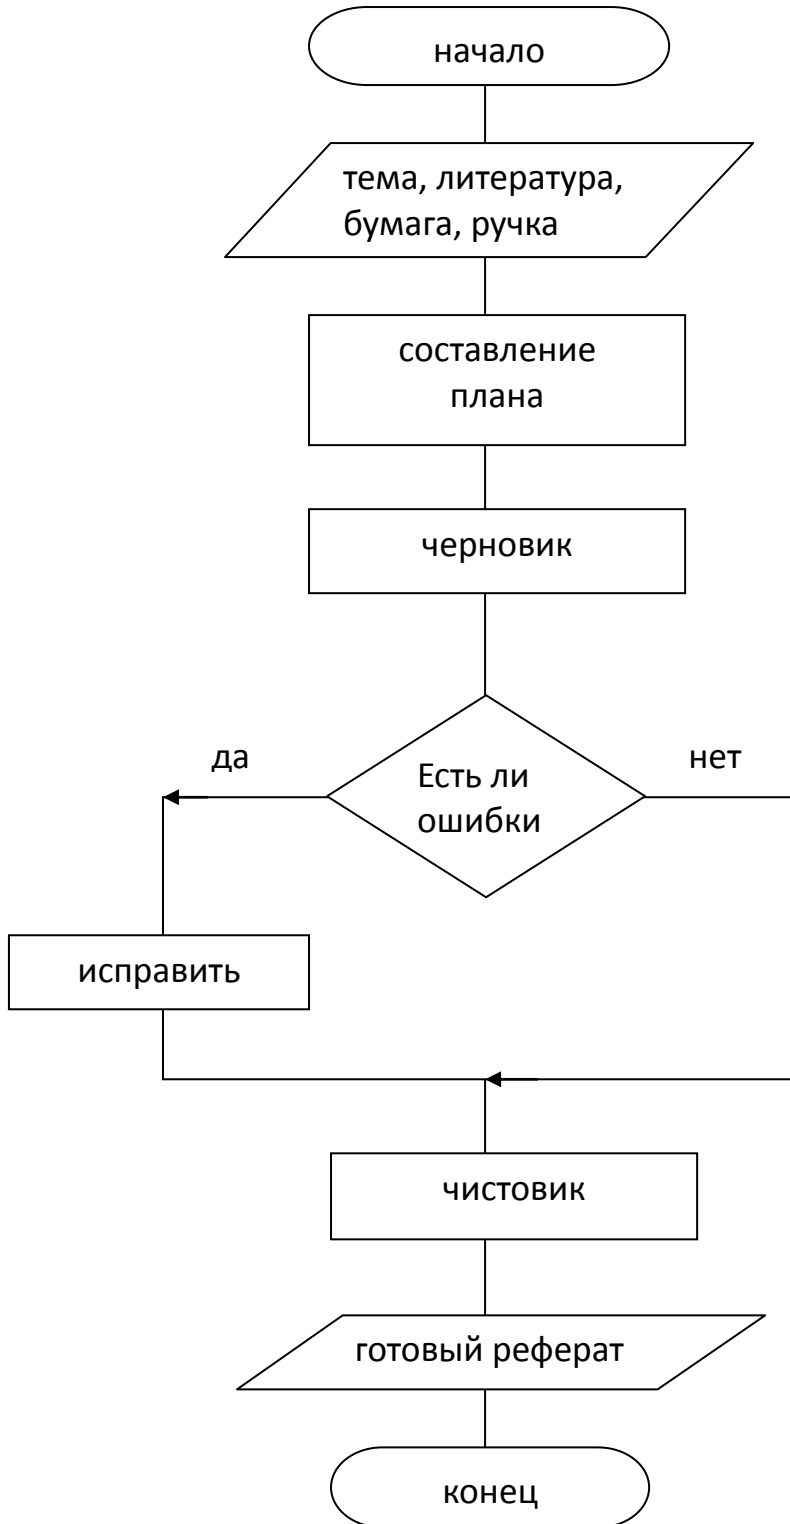 начало
тема, литература,
бумага, ручка
составление
плана
черновик
да
нет
Есть ли
ошибки
исправить
чистовик
готовый реферат
конец